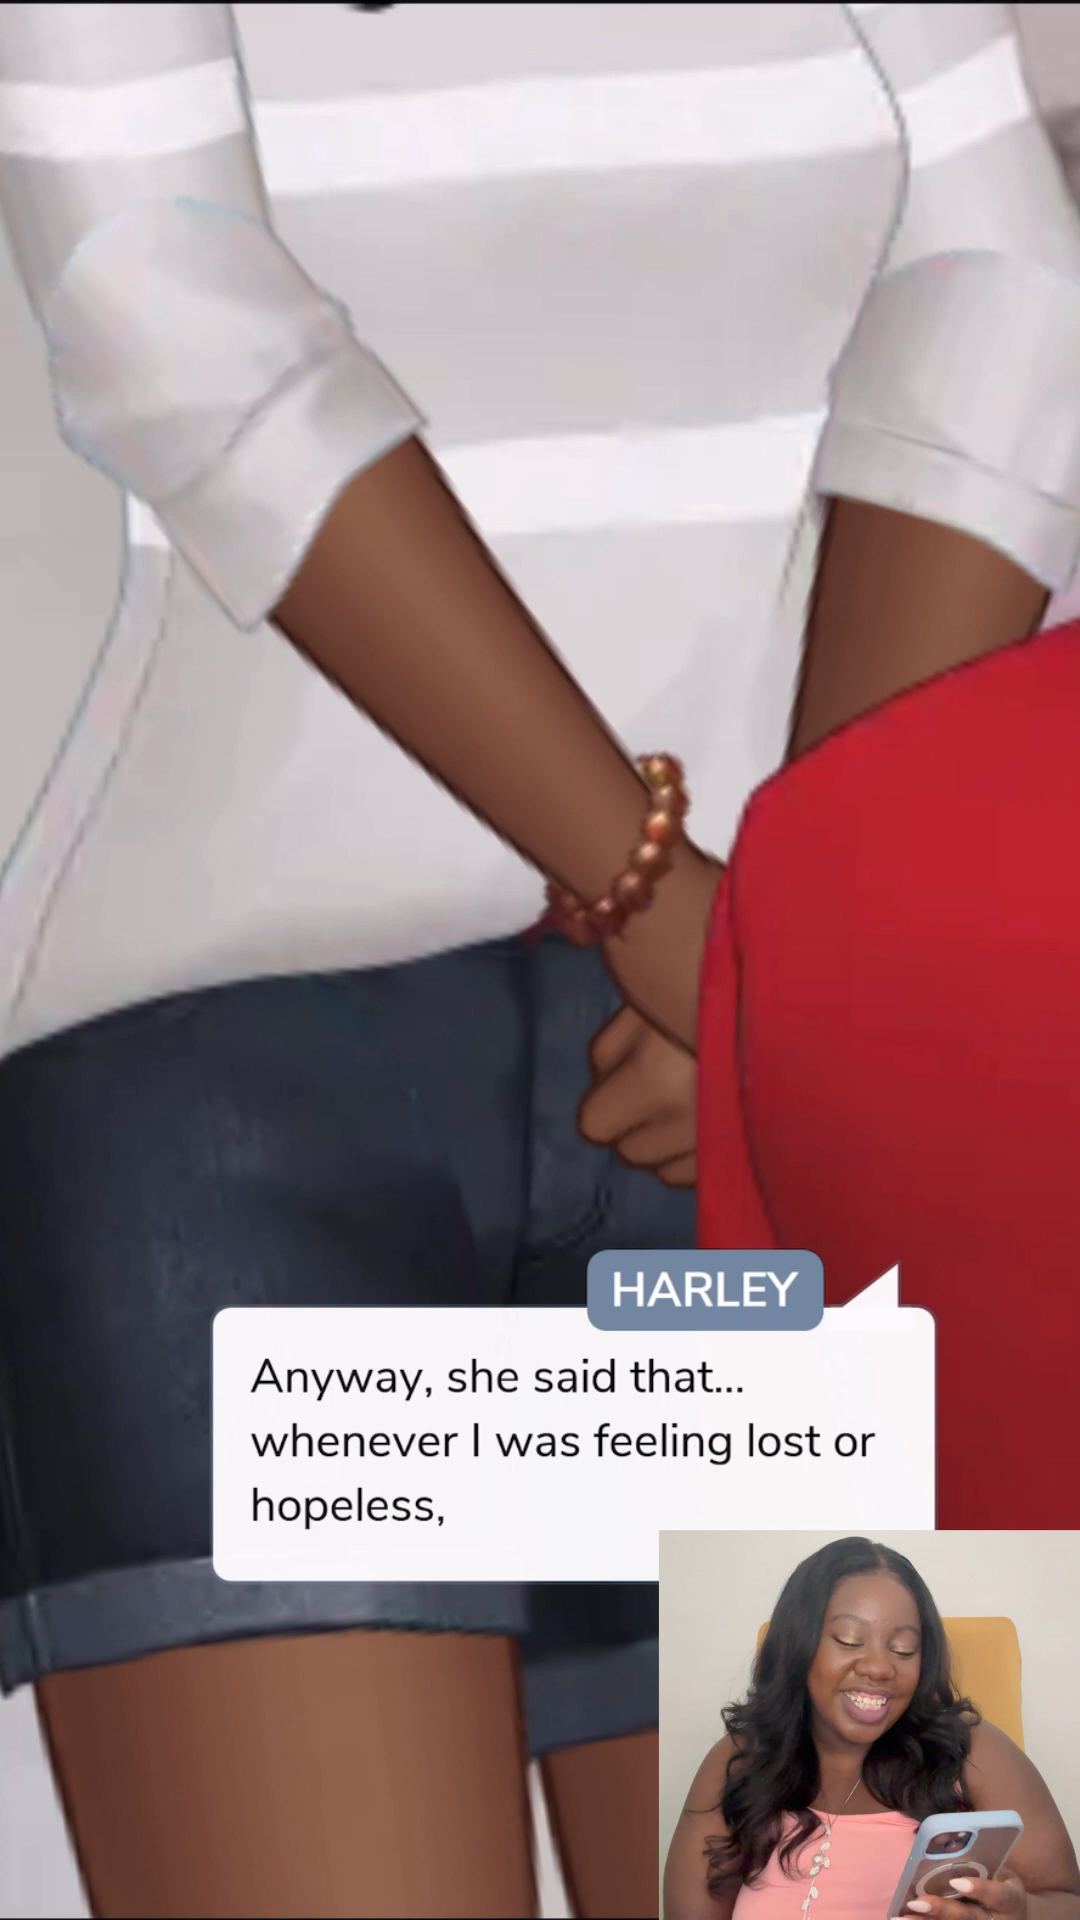 HARLEY
Anyway, she said that...
whenever I was feeling lost or
hopeless,